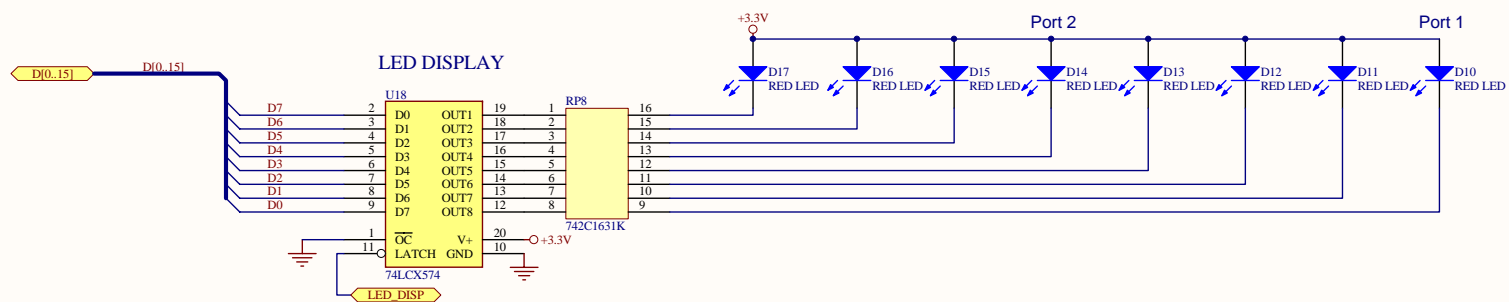 +3.3V
Port 2
Port 1
D[0..15]
D[0..15]
LED DISPLAY
D17
RED LED
D16
RED LED
D15
RED LED
D14
RED LED
D13
RED LED
D12
RED LED
D11
RED LED
D10
RED LED
U18
RP8
D7 2 D0 OUT1 19 1 16
D6 3 D1 OUT2 18 2 15
D5 4 D2 OUT3 17 3 14
D4 5 D3 OUT4 16 4 13
D3 6 D4 OUT5 15 5 12
D2 7 D5 OUT6 14 6 11
D1 8 D6 OUT7 13 7 10
D0 9 D7 OUT8 12 8 9
742C1631K
1 OC V+ 20 +3.3V
11 LATCH GND 10
74LCX574
LED_DISP